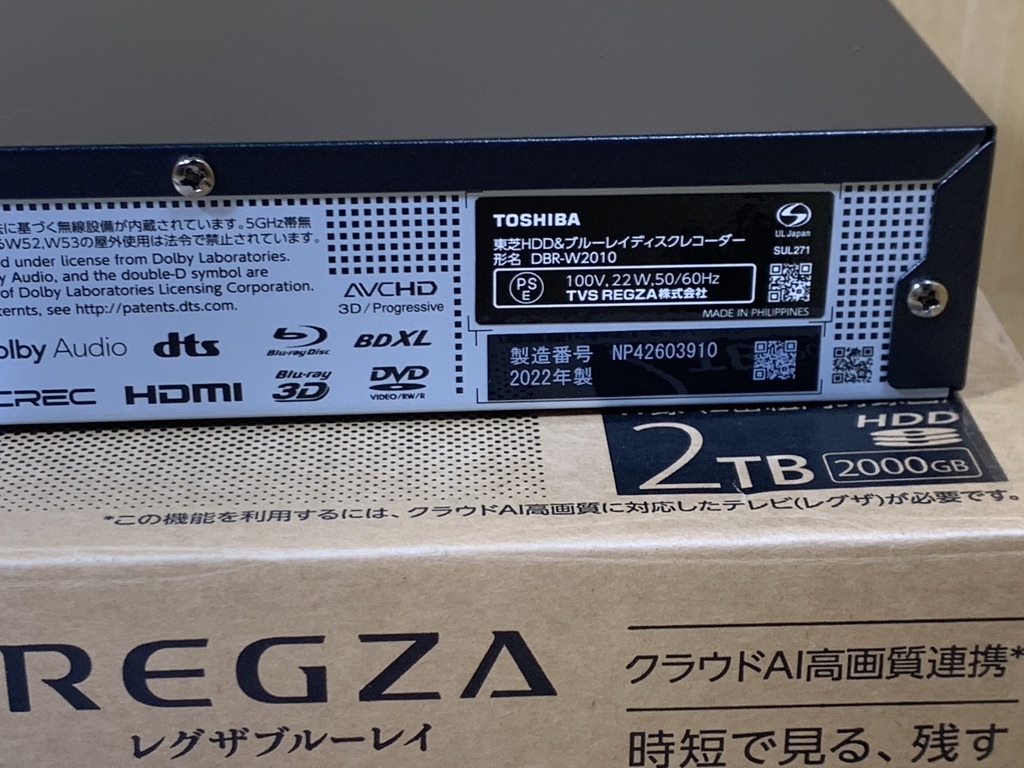 に基づく無線設備が内蔵されています。5GHz帯無
W52,W53の屋外使用は法令で禁止されています。
d under license from Dolby Laboratories.
y Audio, and the double-D symbol are
of Dolby Laboratories Licensing Corporation.
aternts, see http://patents.dts.com.
AVCHD
3D/Progressive
olby Audio
dts
Blu-ray Disc
BDXL
CREC
HDMI
Blu-ray
3D
DVD
VIDEO/RW/R
TOSHIBA
東芝HDD&ブルーレイディスクレコーダー
形名 DBR-W2010
PS
E
100V, 22W,50/60Hz
TVS REGZA株式会社
UL Japan
SUL271
MADE IN PHILIPPINES
製造番号 NP42603910
2022年製
HDD
2TB
2000GB
*この機能を利用するには、クラウドAI高画質に対応したテレビ(レグザ)が必要です。
REGZA
レグザブルーレイ
クラウドAI高画質連携*
時短で見る、残す